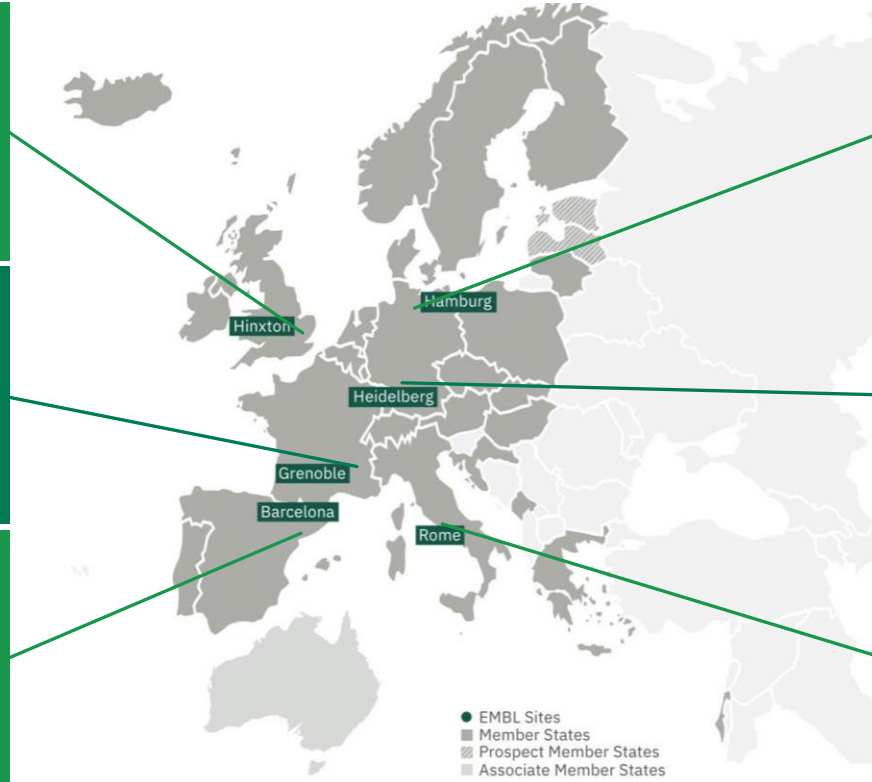 Hamburg
Hinxton
Heidelberg
Grenoble
Barcelona
Rome
EMBL Sites
Member States
Prospect Member States
Associate Member States